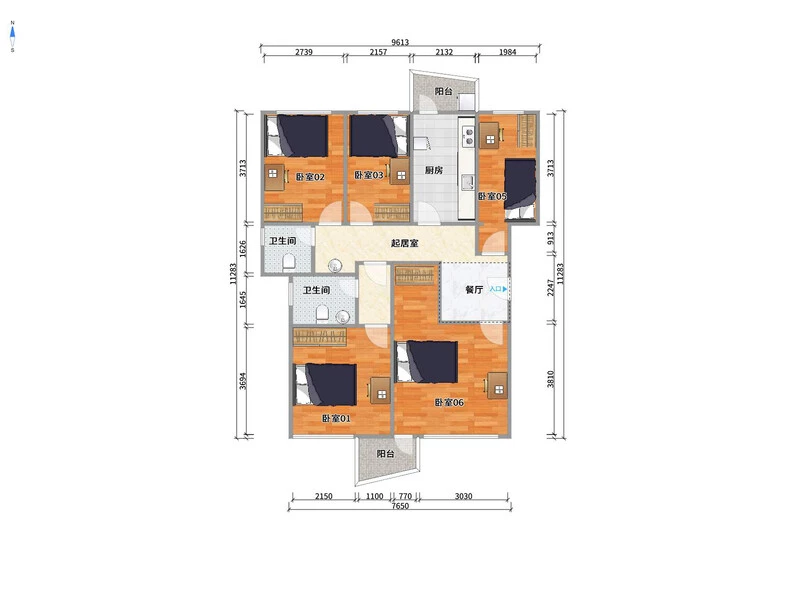 N
S
9613
2739
2157
2132
1984
阳台
3713
卧室02
卧室03
厨房
卧室05
3713
11283
1626
卫生间
起居室
913
11283
1645
卫生间
餐厅
入口
2247
3694
卧室01
卧室06
3810
阳台
2150
1100
770
3030
7650